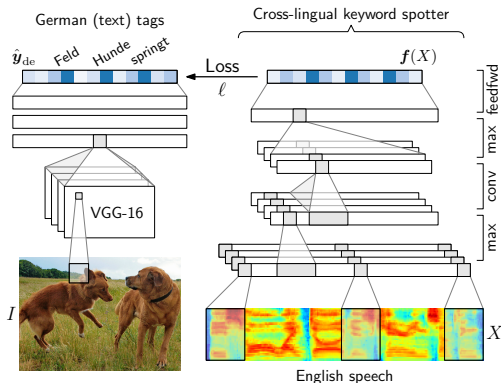 German (text) tags
ŷ_de Feld Hunde springt
VGG-16
I
Loss
ℓ
Cross-lingual keyword spotter
f(X)
feedfwd
max
conv
max
X
English speech